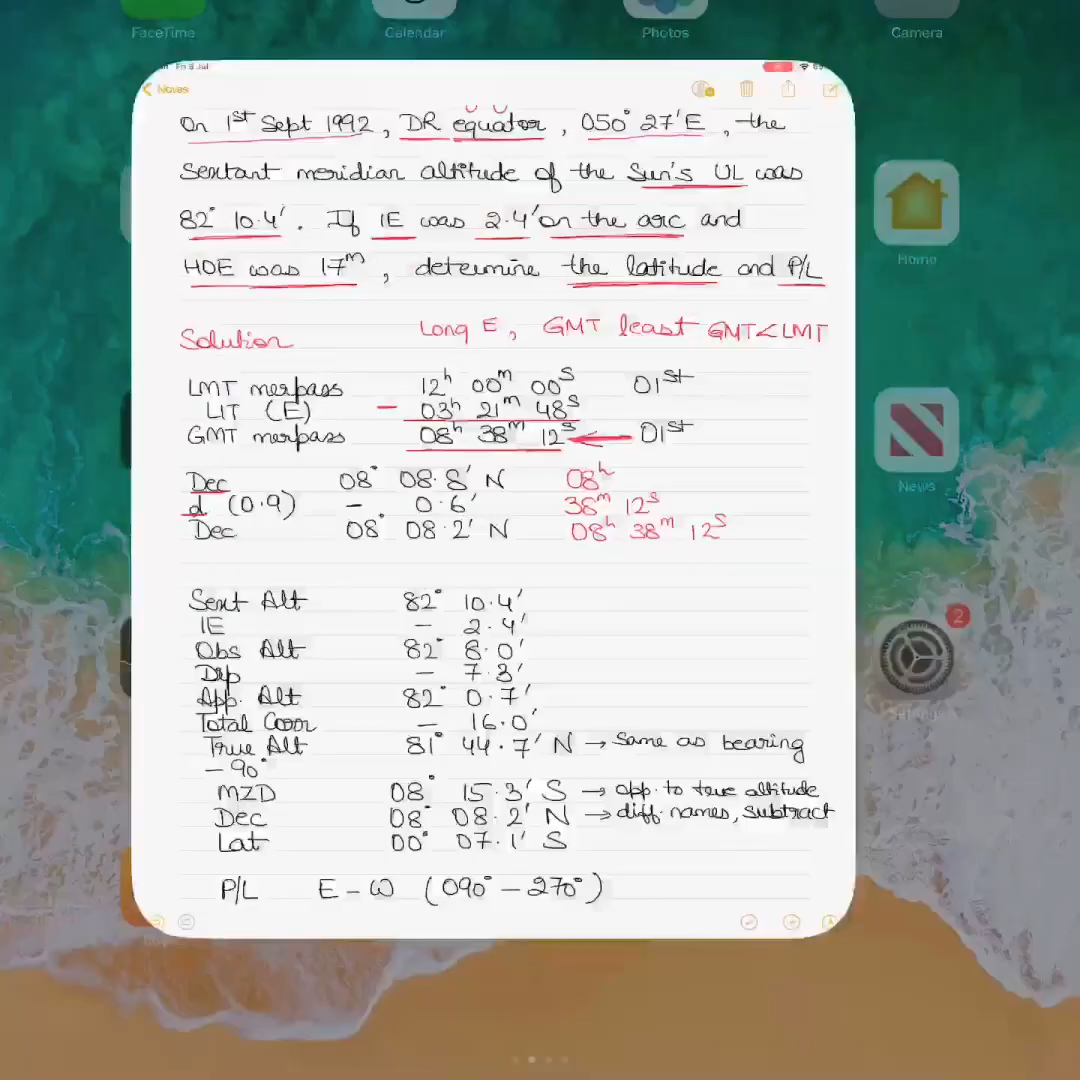 FaceTime Calendar Photos Camera
Fri 8 Jul
Notes
On 1st Sept 1992, DR equator, 050° 27' E, the
Sextant meridian altitude of the Sun's UL was
82° 10.4'. If IE was 2.4' on the arc and
HOE was 17m, determine the latitude and P/L
Solution Long E, GMT least GMT<LMT
LMT merpass 12h 00m 00s 01st
LIT (E) – 03h 21m 48s
GMT merpass 08h 38m 12s ← 01st
Dec 08° 08.8' N 08h
d (0.9) – 0.6' 38m 12s
Dec 08° 08.2' N 08h 38m 12s
Sext Alt 82° 10.4'
IE – 2.4'
Obs Alt 82° 8.0'
Dip – 7.3'
App. Alt 82° 0.7'
Total Corr – 16.0'
True Alt 81° 44.7' N → Same as bearing
– 90°
MZD 08° 15.3' S → opp. to true altitude
Dec 08° 08.2' N → diff. names, subtract
Lat 00° 07.1' S
P/L E – W (090° – 270°)
Home
News
2